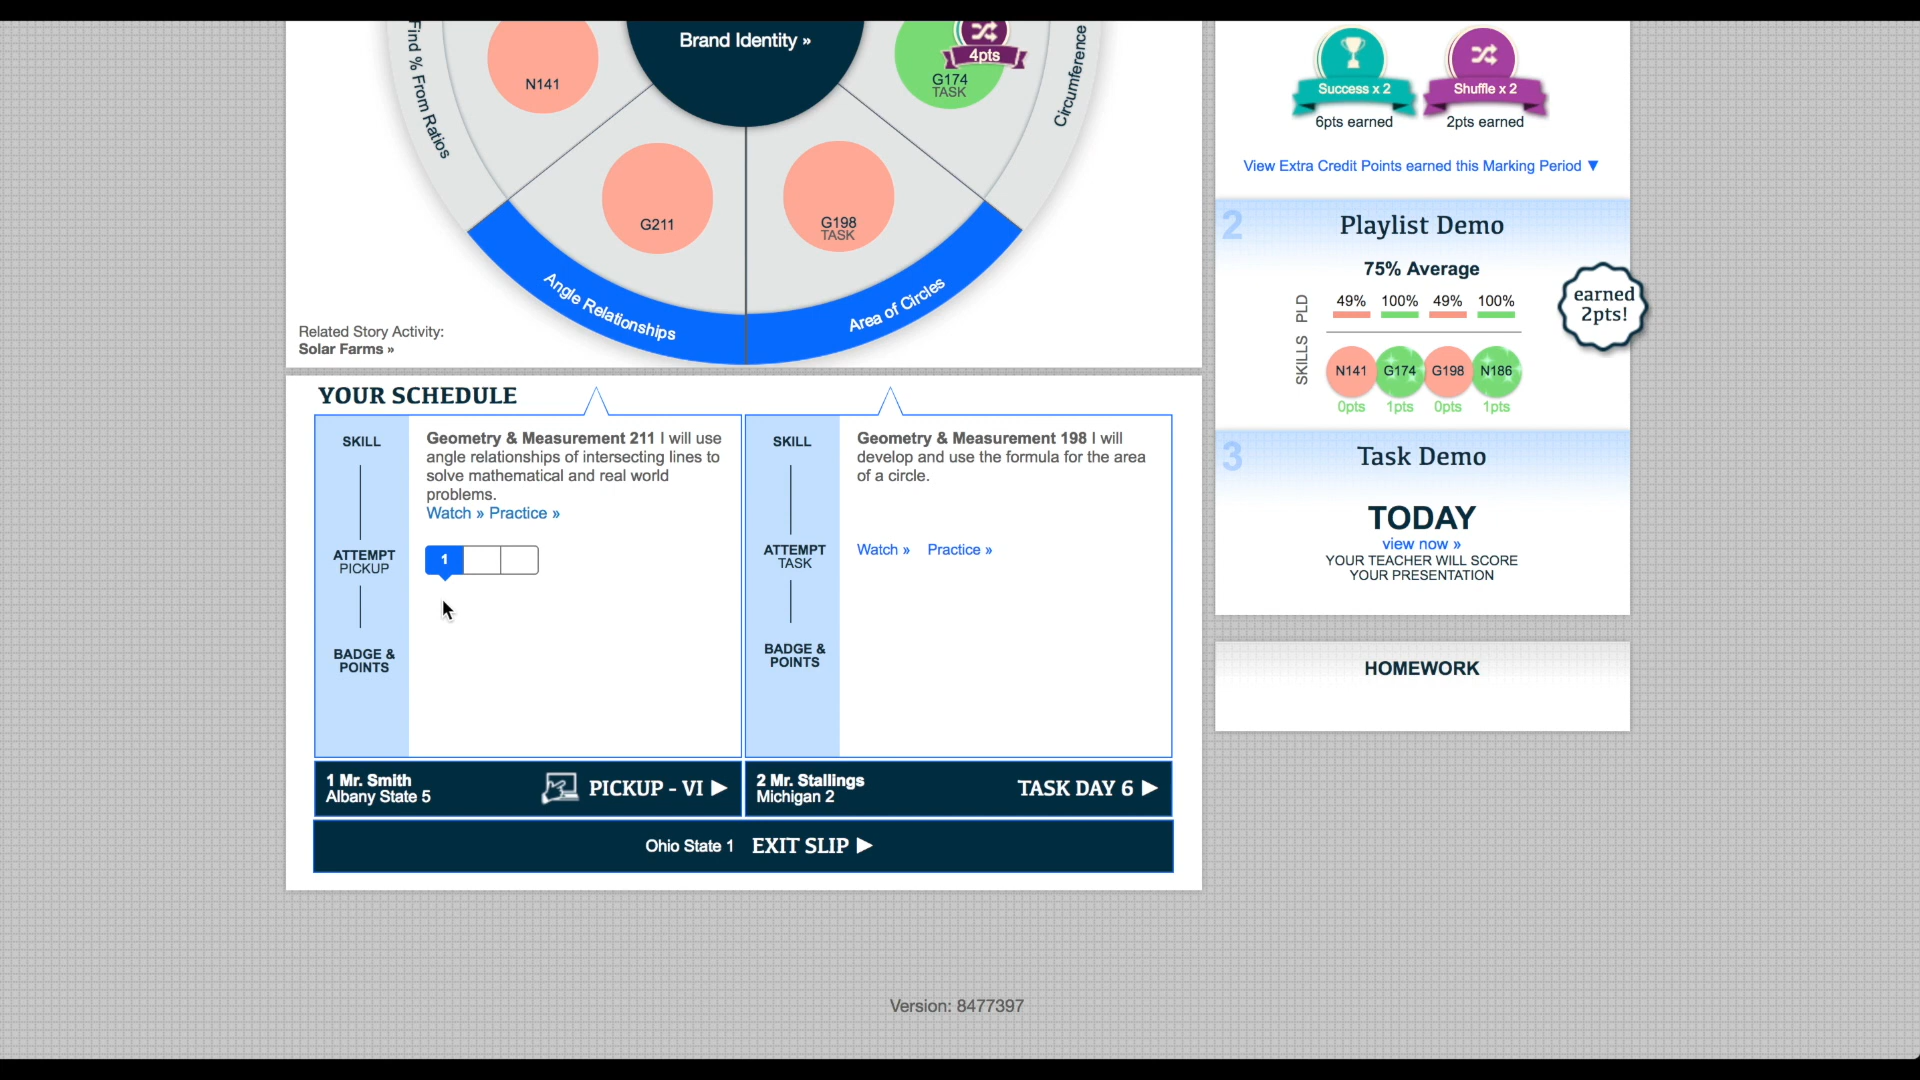 Find % From Ratios
N141
Brand Identity »
4pts
G174
TASK
Circumference
G211
G198
TASK
Angle Relationships
Area of Circles
Related Story Activity:
Solar Farms »
YOUR SCHEDULE
SKILL
Geometry & Measurement 211 I will use
angle relationships of intersecting lines to
solve mathematical and real world
problems.
Watch » Practice »
ATTEMPT
PICKUP
1
BADGE &
POINTS
SKILL
Geometry & Measurement 198 I will
develop and use the formula for the area
of a circle.
ATTEMPT
TASK
Watch » Practice »
BADGE &
POINTS
1 Mr. Smith
Albany State 5
PICKUP - VI ▶
2 Mr. Stallings
Michigan 2
TASK DAY 6 ▶
Ohio State 1 EXIT SLIP ▶
Success x 2
6pts earned
Shuffle x 2
2pts earned
View Extra Credit Points earned this Marking Period ▼
2
Playlist Demo
75% Average
earned
2pts!
PLD
49% 100% 49% 100%
SKILLS
N141 G174 G198 N186
0pts 1pts 0pts 1pts
3
Task Demo
TODAY
view now »
YOUR TEACHER WILL SCORE
YOUR PRESENTATION
HOMEWORK
Version: 8477397